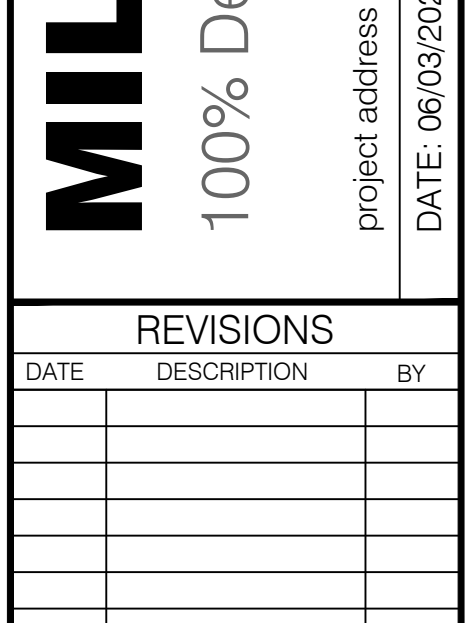 MIL
100% De
project address
DATE: 06/03/202
REVISIONS
DATE DESCRIPTION BY